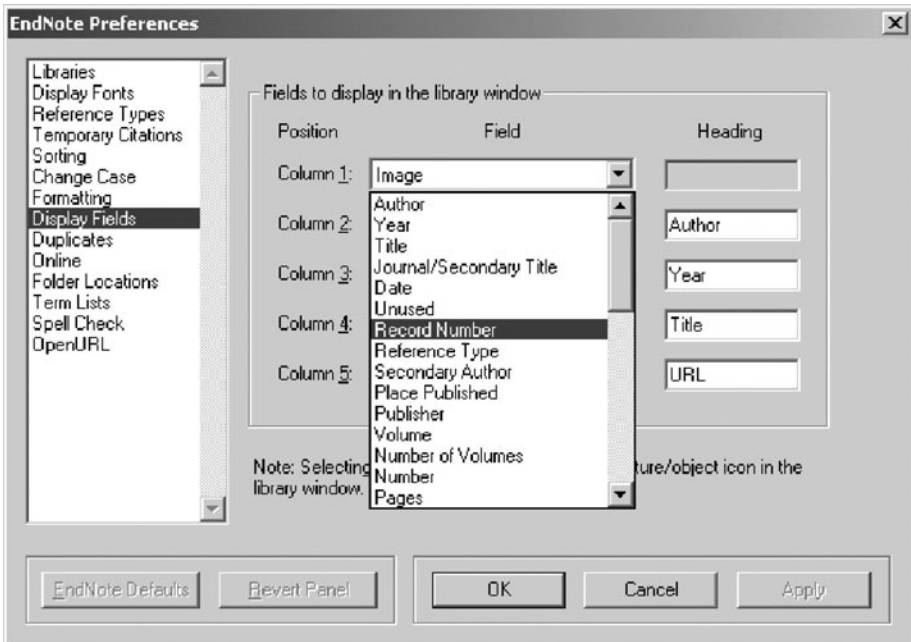 EndNote Preferences
Libraries
Display Fonts
Reference Types
Temporary Citations
Sorting
Change Case
Formatting
Display Fields
Duplicates
Online
Folder Locations
Term Lists
Spell Check
OpenURL
Fields to display in the library window
Position Field Heading
Column 1: Image
Author
Year
Title
Journal/Secondary Title
Date
Unused
Record Number
Reference Type
Secondary Author
Place Published
Publisher
Volume
Number of Volumes
Number
Pages
Column 2: Author
Column 3: Year
Column 4: Title
Column 5: URL
Note: Selecting ture/object icon in the
library window.
EndNote Defaults Revert Panel OK Cancel Apply